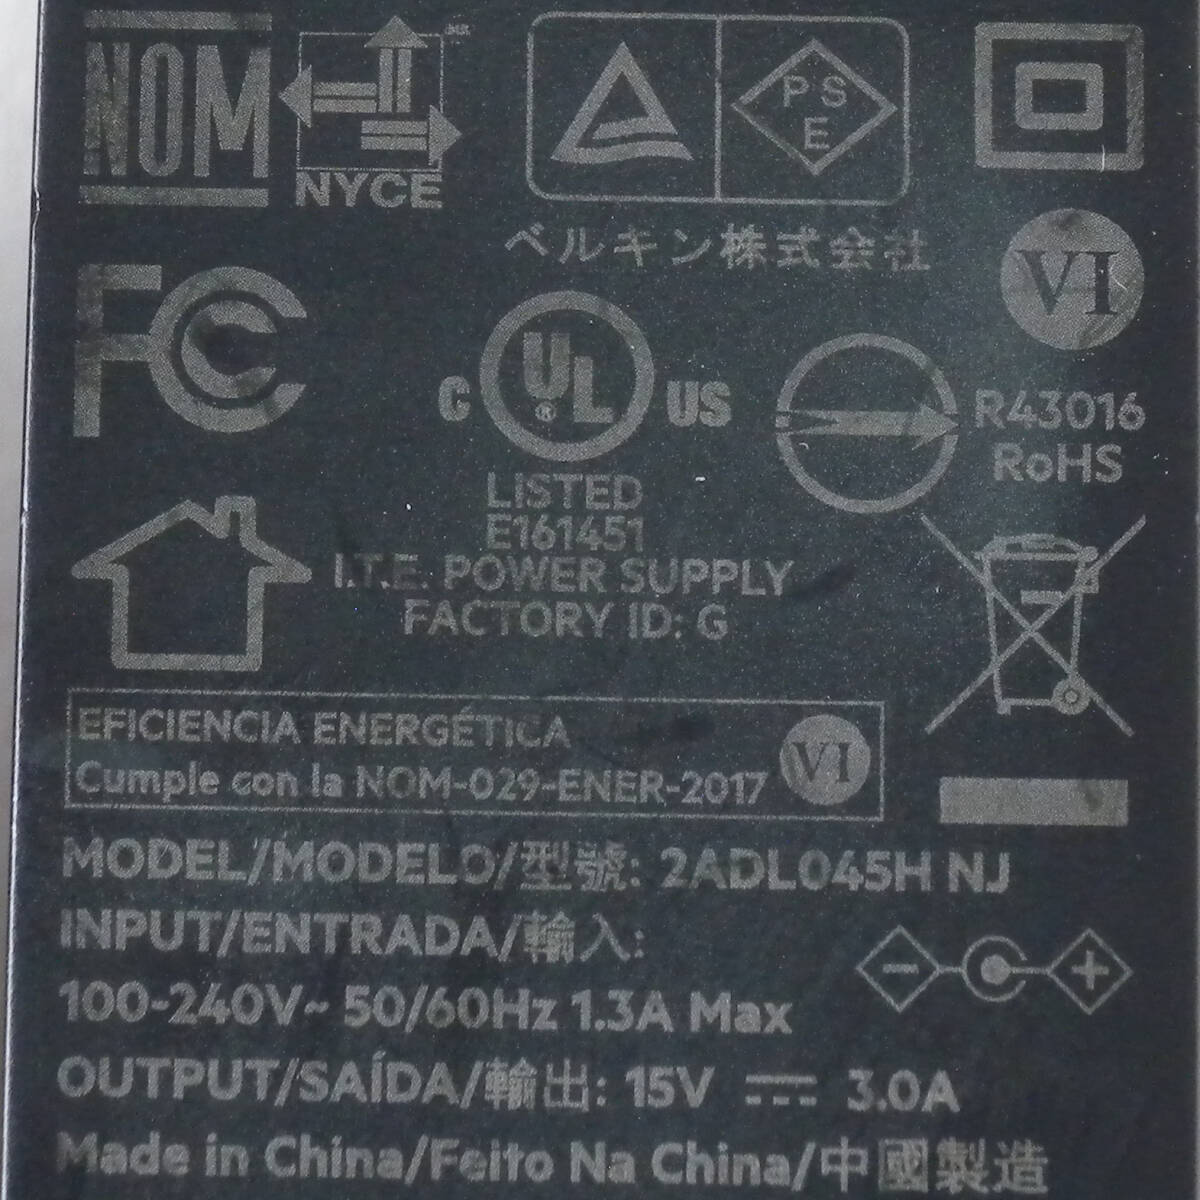 NOM
NYCE
PSE
ベルキン株式会社
VI
FC
C UL® US
R43016
RoHS
LISTED
E161451
I.T.E. POWER SUPPLY
FACTORY ID: G
EFICIENCIA ENERGÉTICA
Cumple con la NOM-029-ENER-2017
VI
MODEL/MODELO/型號: 2ADL045H NJ
INPUT/ENTRADA/輸入:
100-240V~ 50/60Hz 1.3A Max
OUTPUT/SAÍDA/輸出: 15V ⎓ 3.0A
Made in China/Feito Na China/中國製造